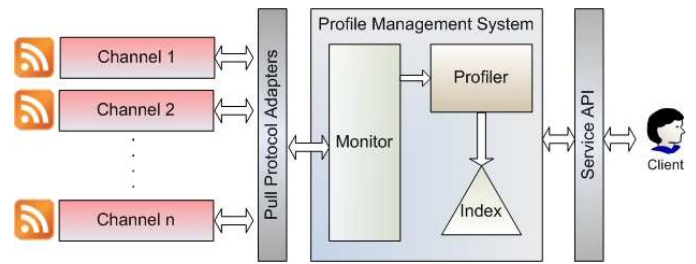 Profile Management System
Channel 1
Channel 2
Channel n
Pull Protocol Adapters
Monitor
Profiler
Index
Service API
Client